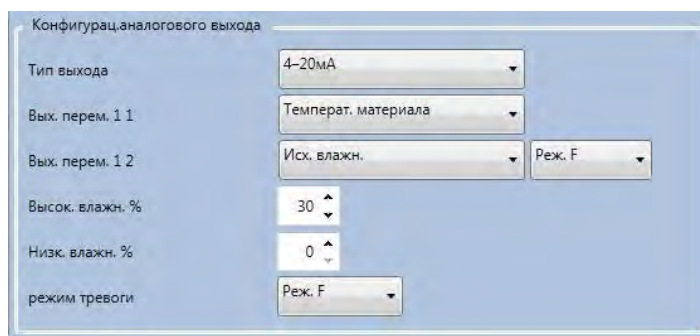 Конфигурац.аналогового выхода
Тип выхода 4–20мА
Вых. перем. 1 1 Температ. материала
Вых. перем. 1 2 Исх. влажн. Реж. F
Высок. влажн. % 30
Низк. влажн. % 0
режим тревоги Реж. F